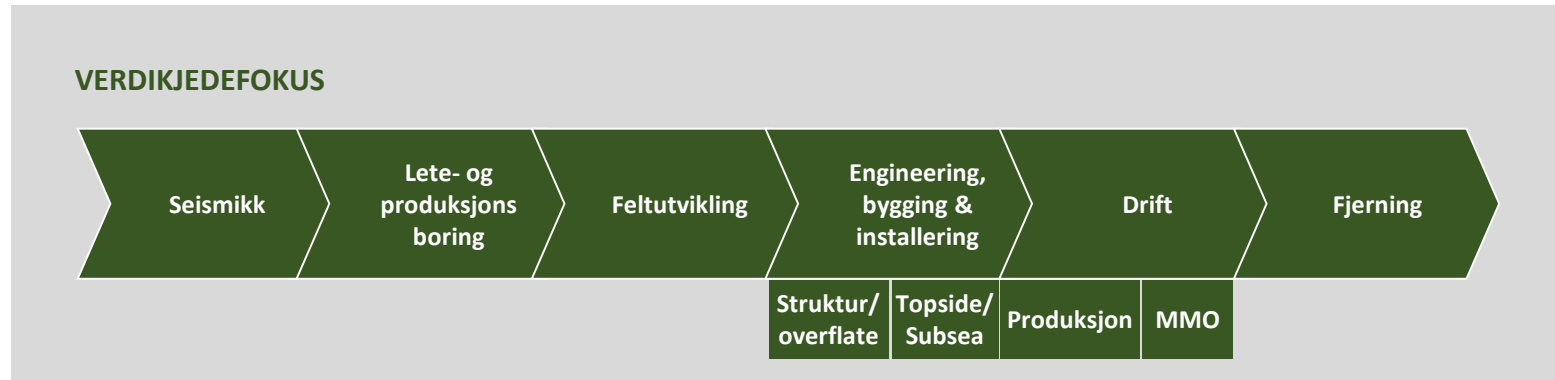 VERDIKJEDEFOKUS
Seismikk
Lete- og
produksjons
boring
Feltutvikling
Engineering,
bygging &
installering
Drift
Fjerning
Struktur/
overflate
Topside/
Subsea
Produksjon
MMO